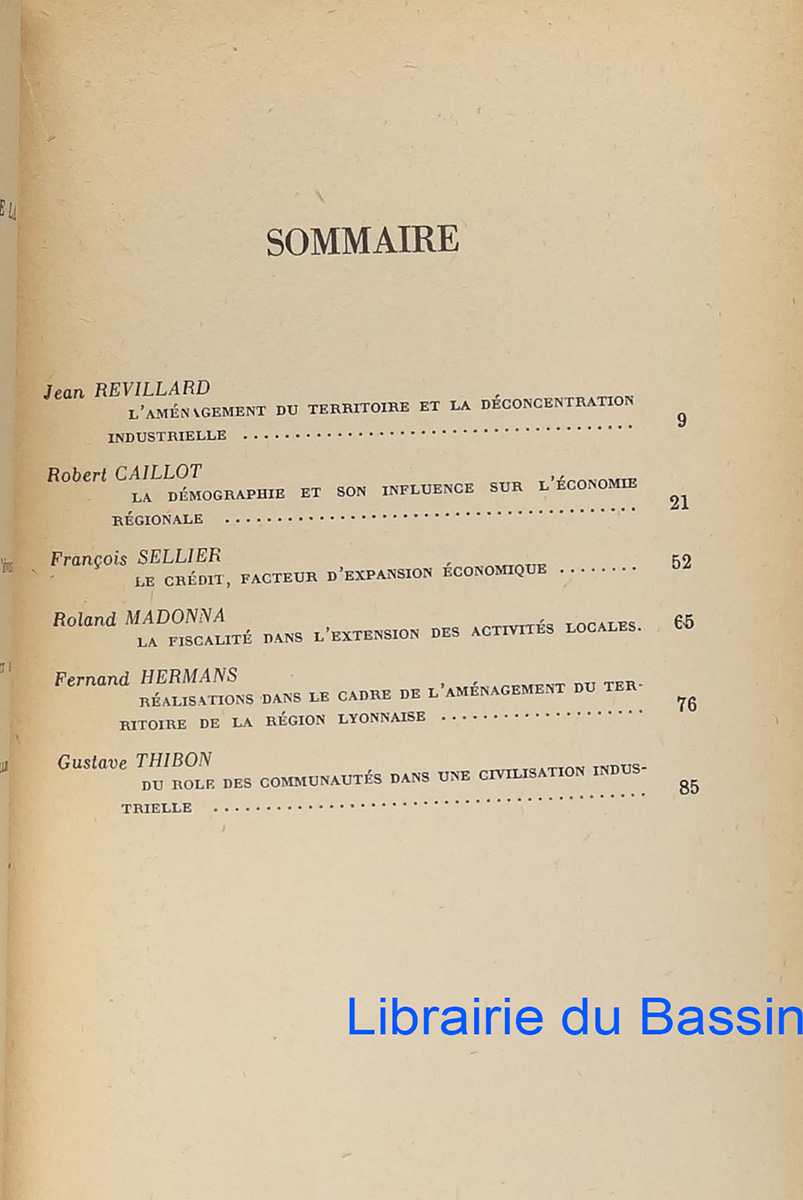 SOMMAIRE
Jean REVILLARD
L'AMÉNAGEMENT DU TERRITOIRE ET LA DÉCONCENTRATION
INDUSTRIELLE ..................................... 9
Robert CAILLOT
LA DÉMOGRAPHIE ET SON INFLUENCE SUR L'ÉCONOMIE
RÉGIONALE ....................................... 21
François SELLIER
LE CRÉDIT, FACTEUR D'EXPANSION ÉCONOMIQUE ........ 52
Roland MADONNA
LA FISCALITÉ DANS L'EXTENSION DES ACTIVITÉS LOCALES. 65
Fernand HERMANS
RÉALISATIONS DANS LE CADRE DE L'AMÉNAGEMENT DU TER-
RITOIRE DE LA RÉGION LYONNAISE .................... 76
Gustave THIBON
DU ROLE DES COMMUNAUTÉS DANS UNE CIVILISATION INDUS-
TRIELLE ......................................... 85
Librairie du Bassin